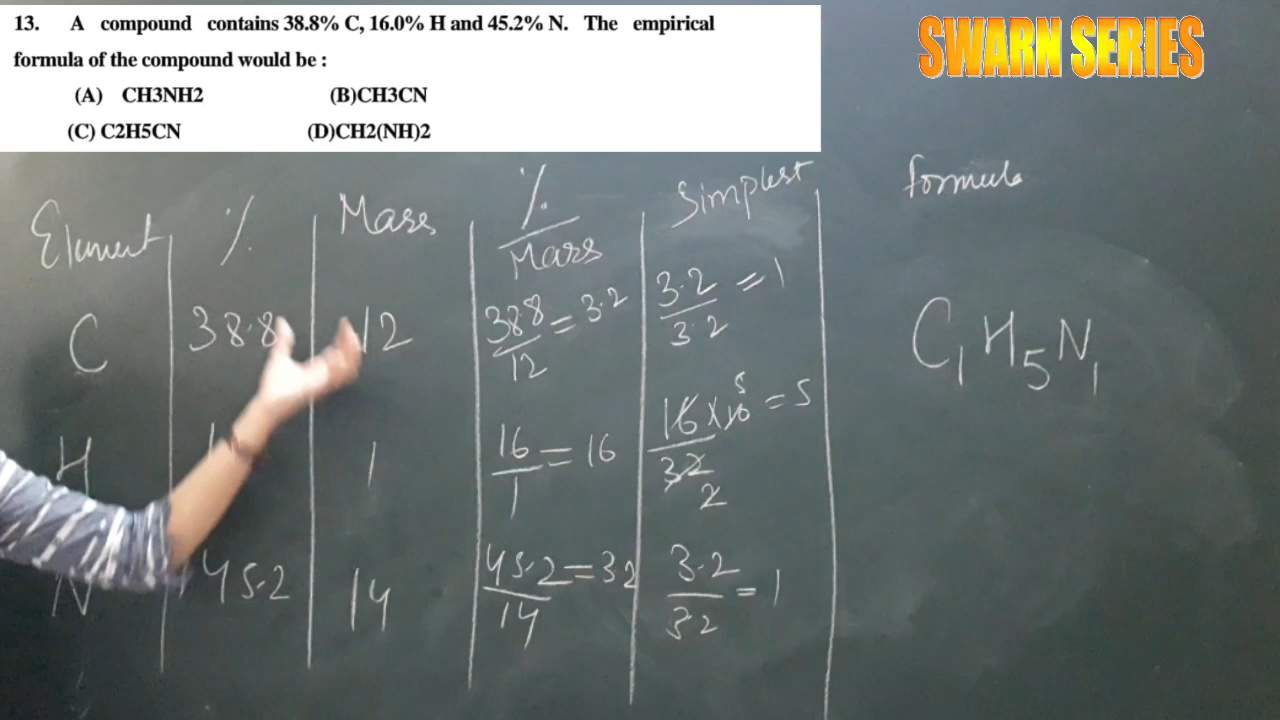 13. A compound contains 38.8% C, 16.0% H and 45.2% N. The empirical
formula of the compound would be :
(A) CH3NH2 (B)CH3CN
(C) C2H5CN (D)CH2(NH)2
SWARN SERIES
Element % Mass %/Mass Simplest formula
C 38.8 12 38.8/12 = 3.2 3.2/3.2 = 1
H 1 16/1 = 16 16×10/32 5 2 = 5
N 45.2 14 45.2/14 = 32 3.2/32 = 1
C1H5N1